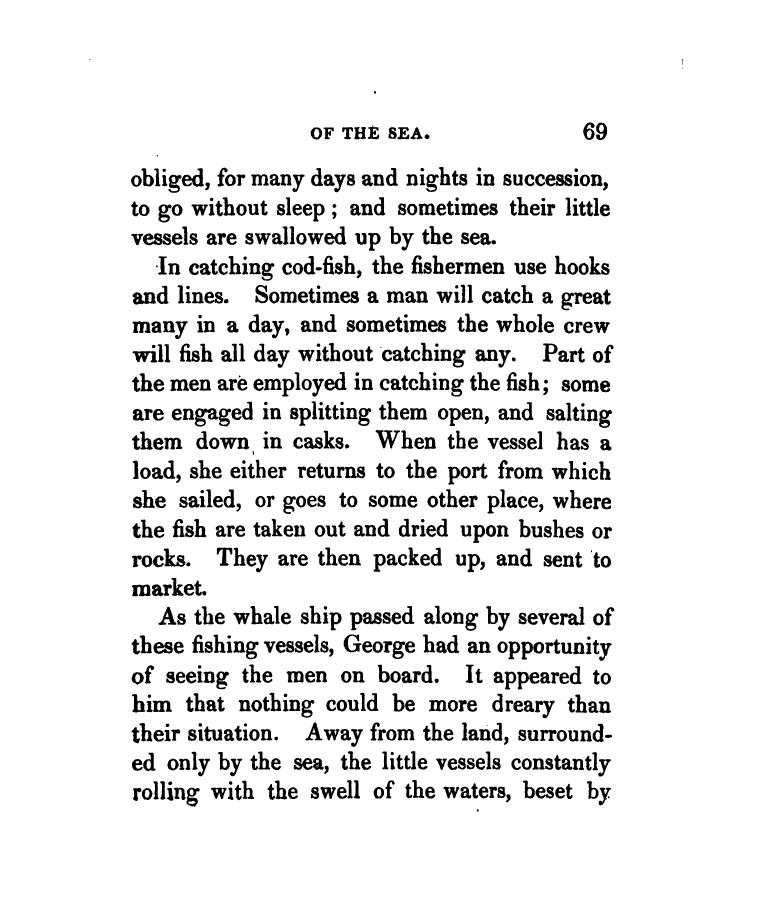 OF THE SEA. 69
obliged, for many days and nights in succession,
to go without sleep ; and sometimes their little
vessels are swallowed up by the sea.
In catching cod-fish, the fishermen use hooks
and lines. Sometimes a man will catch a great
many in a day, and sometimes the whole crew
will fish all day without catching any. Part of
the men are employed in catching the fish; some
are engaged in splitting them open, and salting
them down in casks. When the vessel has a
load, she either returns to the port from which
she sailed, or goes to some other place, where
the fish are taken out and dried upon bushes or
rocks. They are then packed up, and sent to
market.
As the whale ship passed along by several of
these fishing vessels, George had an opportunity
of seeing the men on board. It appeared to
him that nothing could be more dreary than
their situation. Away from the land, surround-
ed only by the sea, the little vessels constantly
rolling with the swell of the waters, beset by